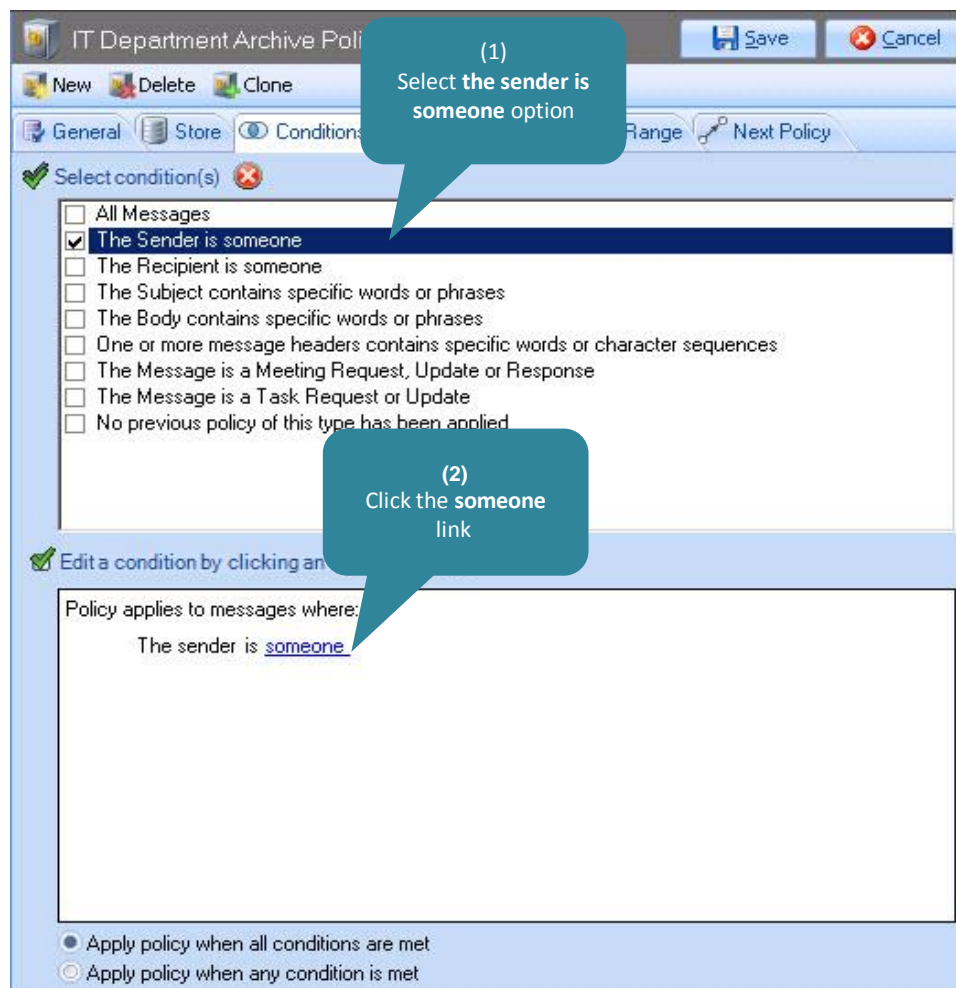 IT Department Archive Poli
Save
Cancel
(1)
Select the sender is
someone option
New
Delete
Clone
General
Store
Conditions
Range
Next Policy
Select condition(s)
All Messages
The Sender is someone
The Recipient is someone
The Subject contains specific words or phrases
The Body contains specific words or phrases
One or more message headers contains specific words or character sequences
The Message is a Meeting Request, Update or Response
The Message is a Task Request or Update
No previous policy of this type has been applied
(2)
Click the someone
link
Edit a condition by clicking an
Policy applies to messages where:
The sender is someone
Apply policy when all conditions are met
Apply policy when any condition is met